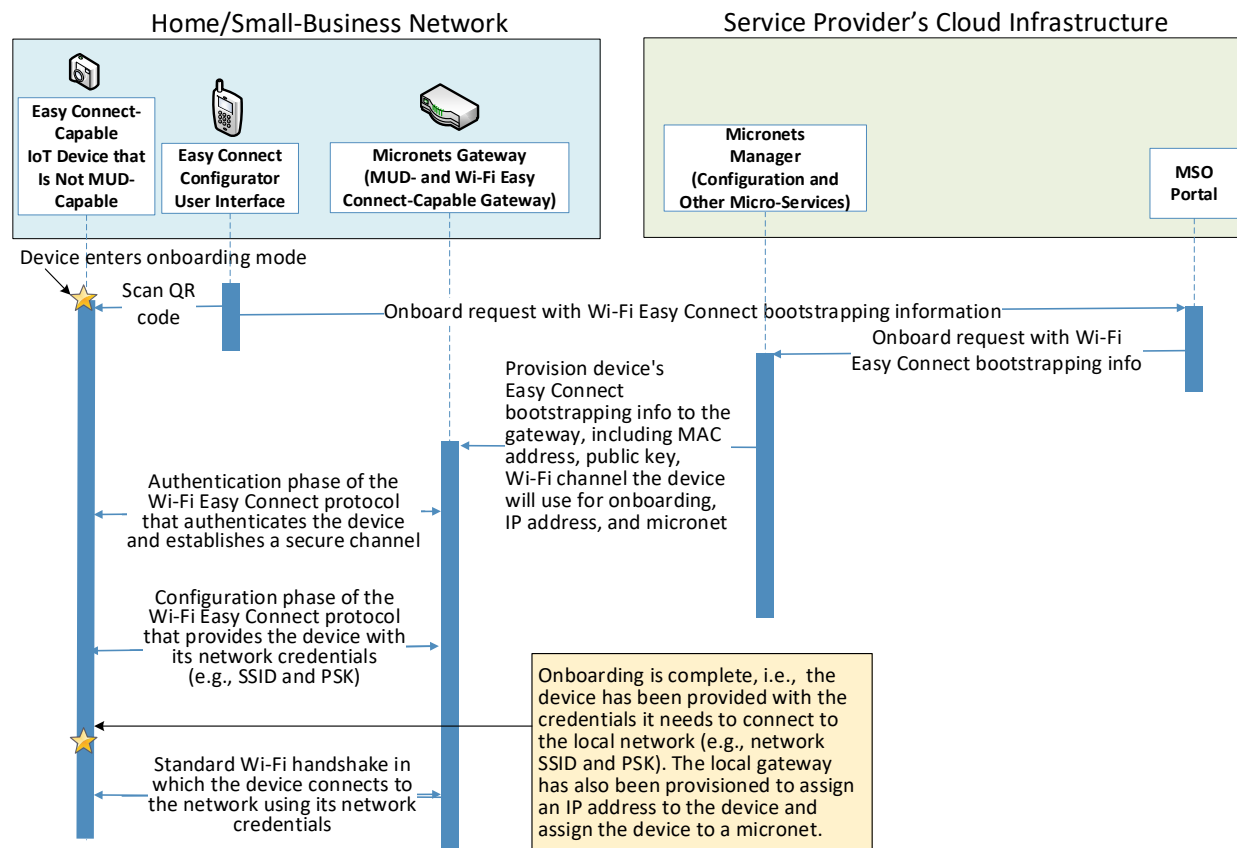 Home/Small-Business Network
Service Provider's Cloud Infrastructure
Easy Connect-
Capable
IoT Device that
Is Not MUD-
Capable
Easy Connect
Configurator
User Interface
Micronets Gateway
(MUD- and Wi-Fi Easy
Connect-Capable Gateway)
Micronets
Manager
(Configuration and
Other Micro-Services)
MSO
Portal
Device enters onboarding mode
Scan QR
code
Onboard request with Wi-Fi Easy Connect bootstrapping information
Onboard request with Wi-Fi
Easy Connect bootstrapping info
Provision device's
Easy Connect
bootstrapping info to the
gateway, including MAC
address, public key,
Wi-Fi channel the device
will use for onboarding,
IP address, and micronet
Authentication phase of the
Wi-Fi Easy Connect protocol
that authenticates the device
and establishes a secure channel
Configuration phase of the
Wi-Fi Easy Connect protocol
that provides the device with
its network credentials
(e.g., SSID and PSK)
Onboarding is complete, i.e., the
device has been provided with the
credentials it needs to connect to
the local network (e.g., network
SSID and PSK). The local gateway
has also been provisioned to assign
an IP address to the device and
assign the device to a micronet.
Standard Wi-Fi handshake in
which the device connects to
the network using its network
credentials